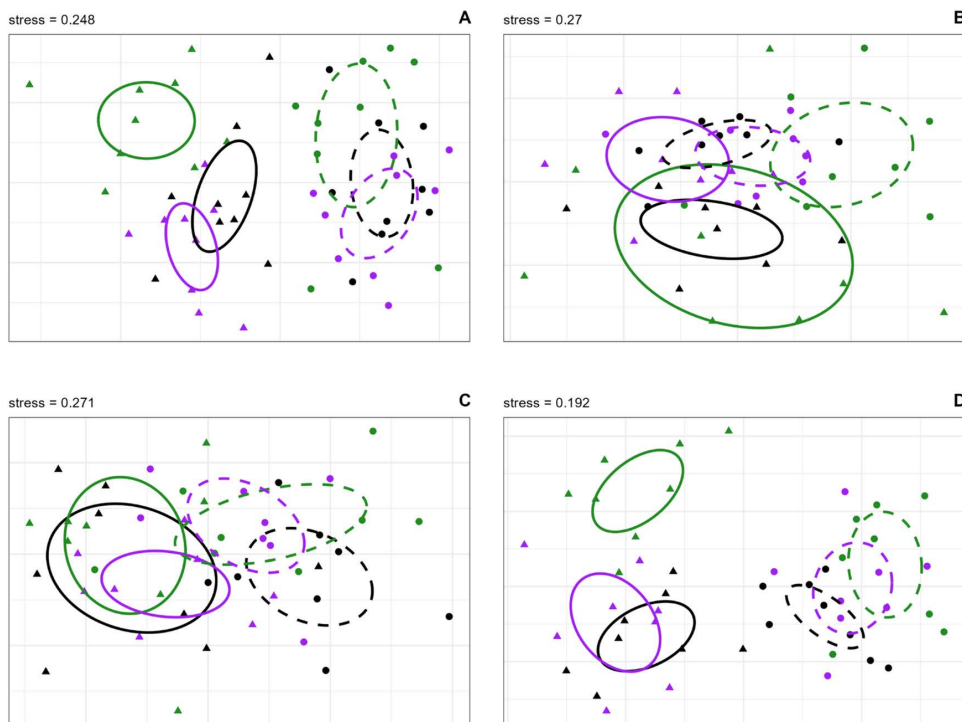 stress = 0.248
A
stress = 0.27
B
stress = 0.271
C
stress = 0.192
D